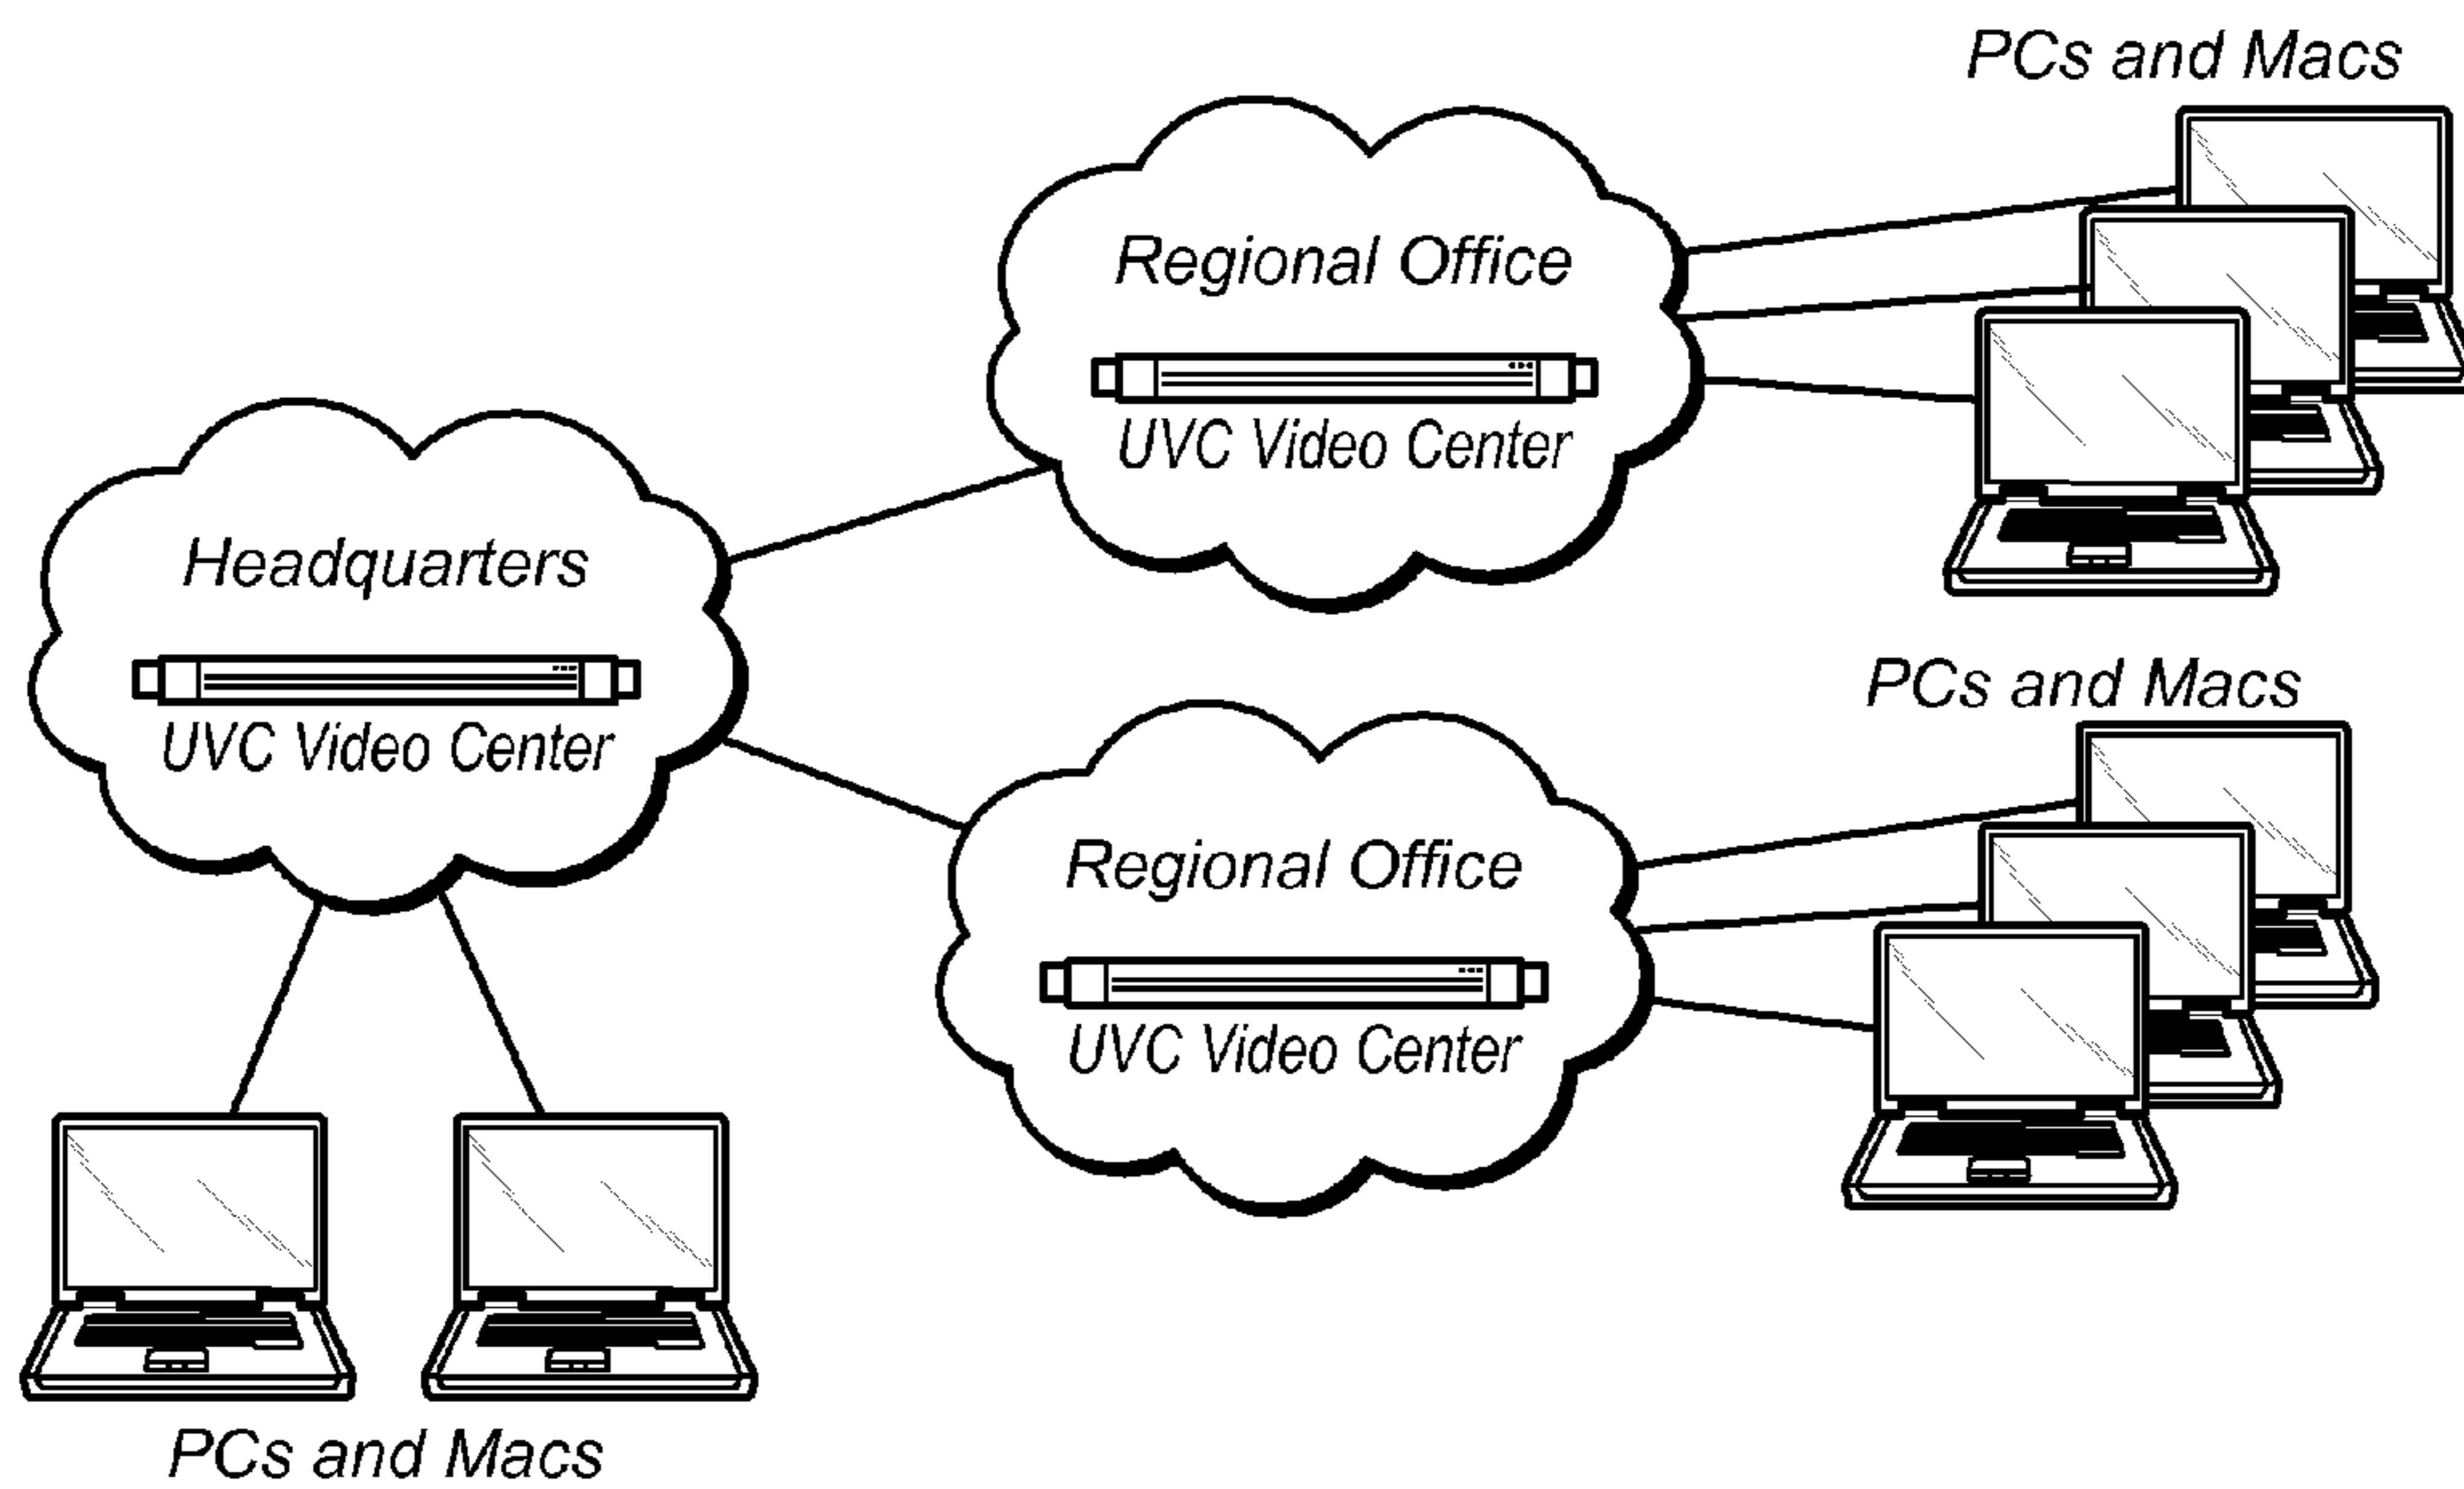 PCs and Macs
Regional Office
UVC Video Center
Headquarters
UVC Video Center
PCs and Macs
Regional Office
UVC Video Center
PCs and Macs